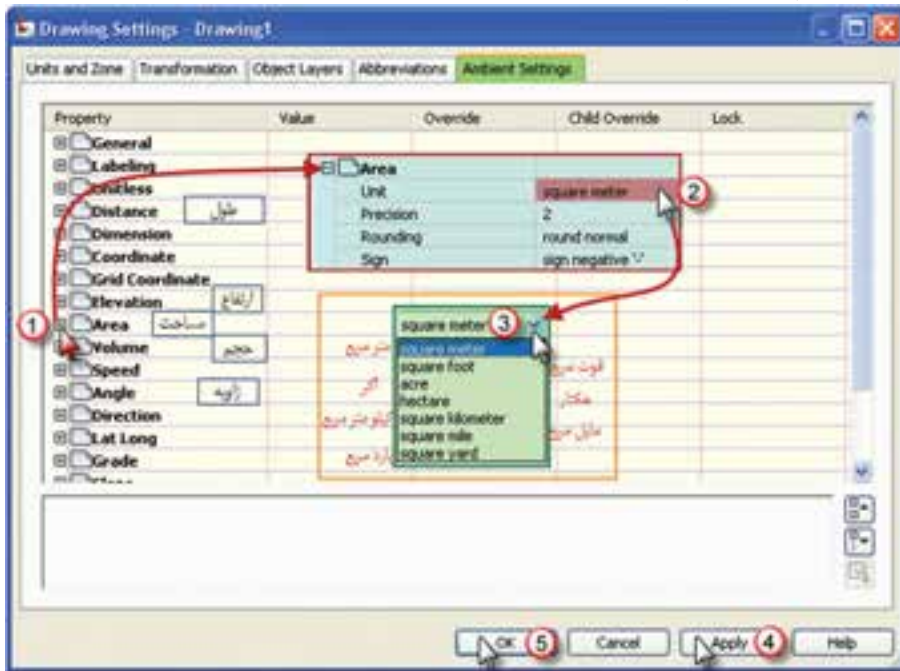 Drawing Settings - Drawing1
Units and Zone Transformation Object Layers Abbreviations Ambient Settings
Property Value Override Child Override Lock
General
Labeling
Unitless
Distance طول
Dimension
Coordinate
Grid Coordinate
Elevation ارتفاع
1 Area مساحت
Volume حجم
Speed
Angle زاویه
Direction
Lat Long
Grade
Area
Unit square meter 2
Precision 2
Rounding round normal
Sign sign negative '-'
square meter 3
متر مربع square meter
square foot فوت مربع
اکر acre
hectare هکتار
کیلو متر مربع square kilometer
square mile مایل مربع
یارد مربع square yard
OK 5 Cancel Apply 4 Help